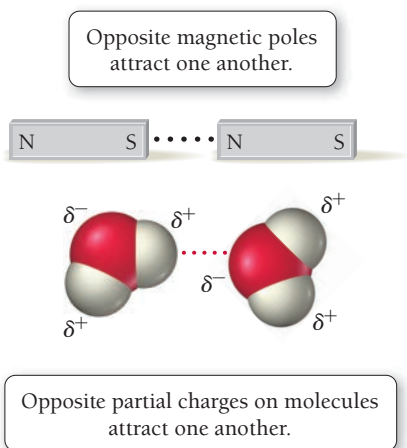 Opposite magnetic poles
attract one another.
N S N S
δ− δ+ δ+
δ−
δ+ δ+
Opposite partial charges on molecules
attract one another.